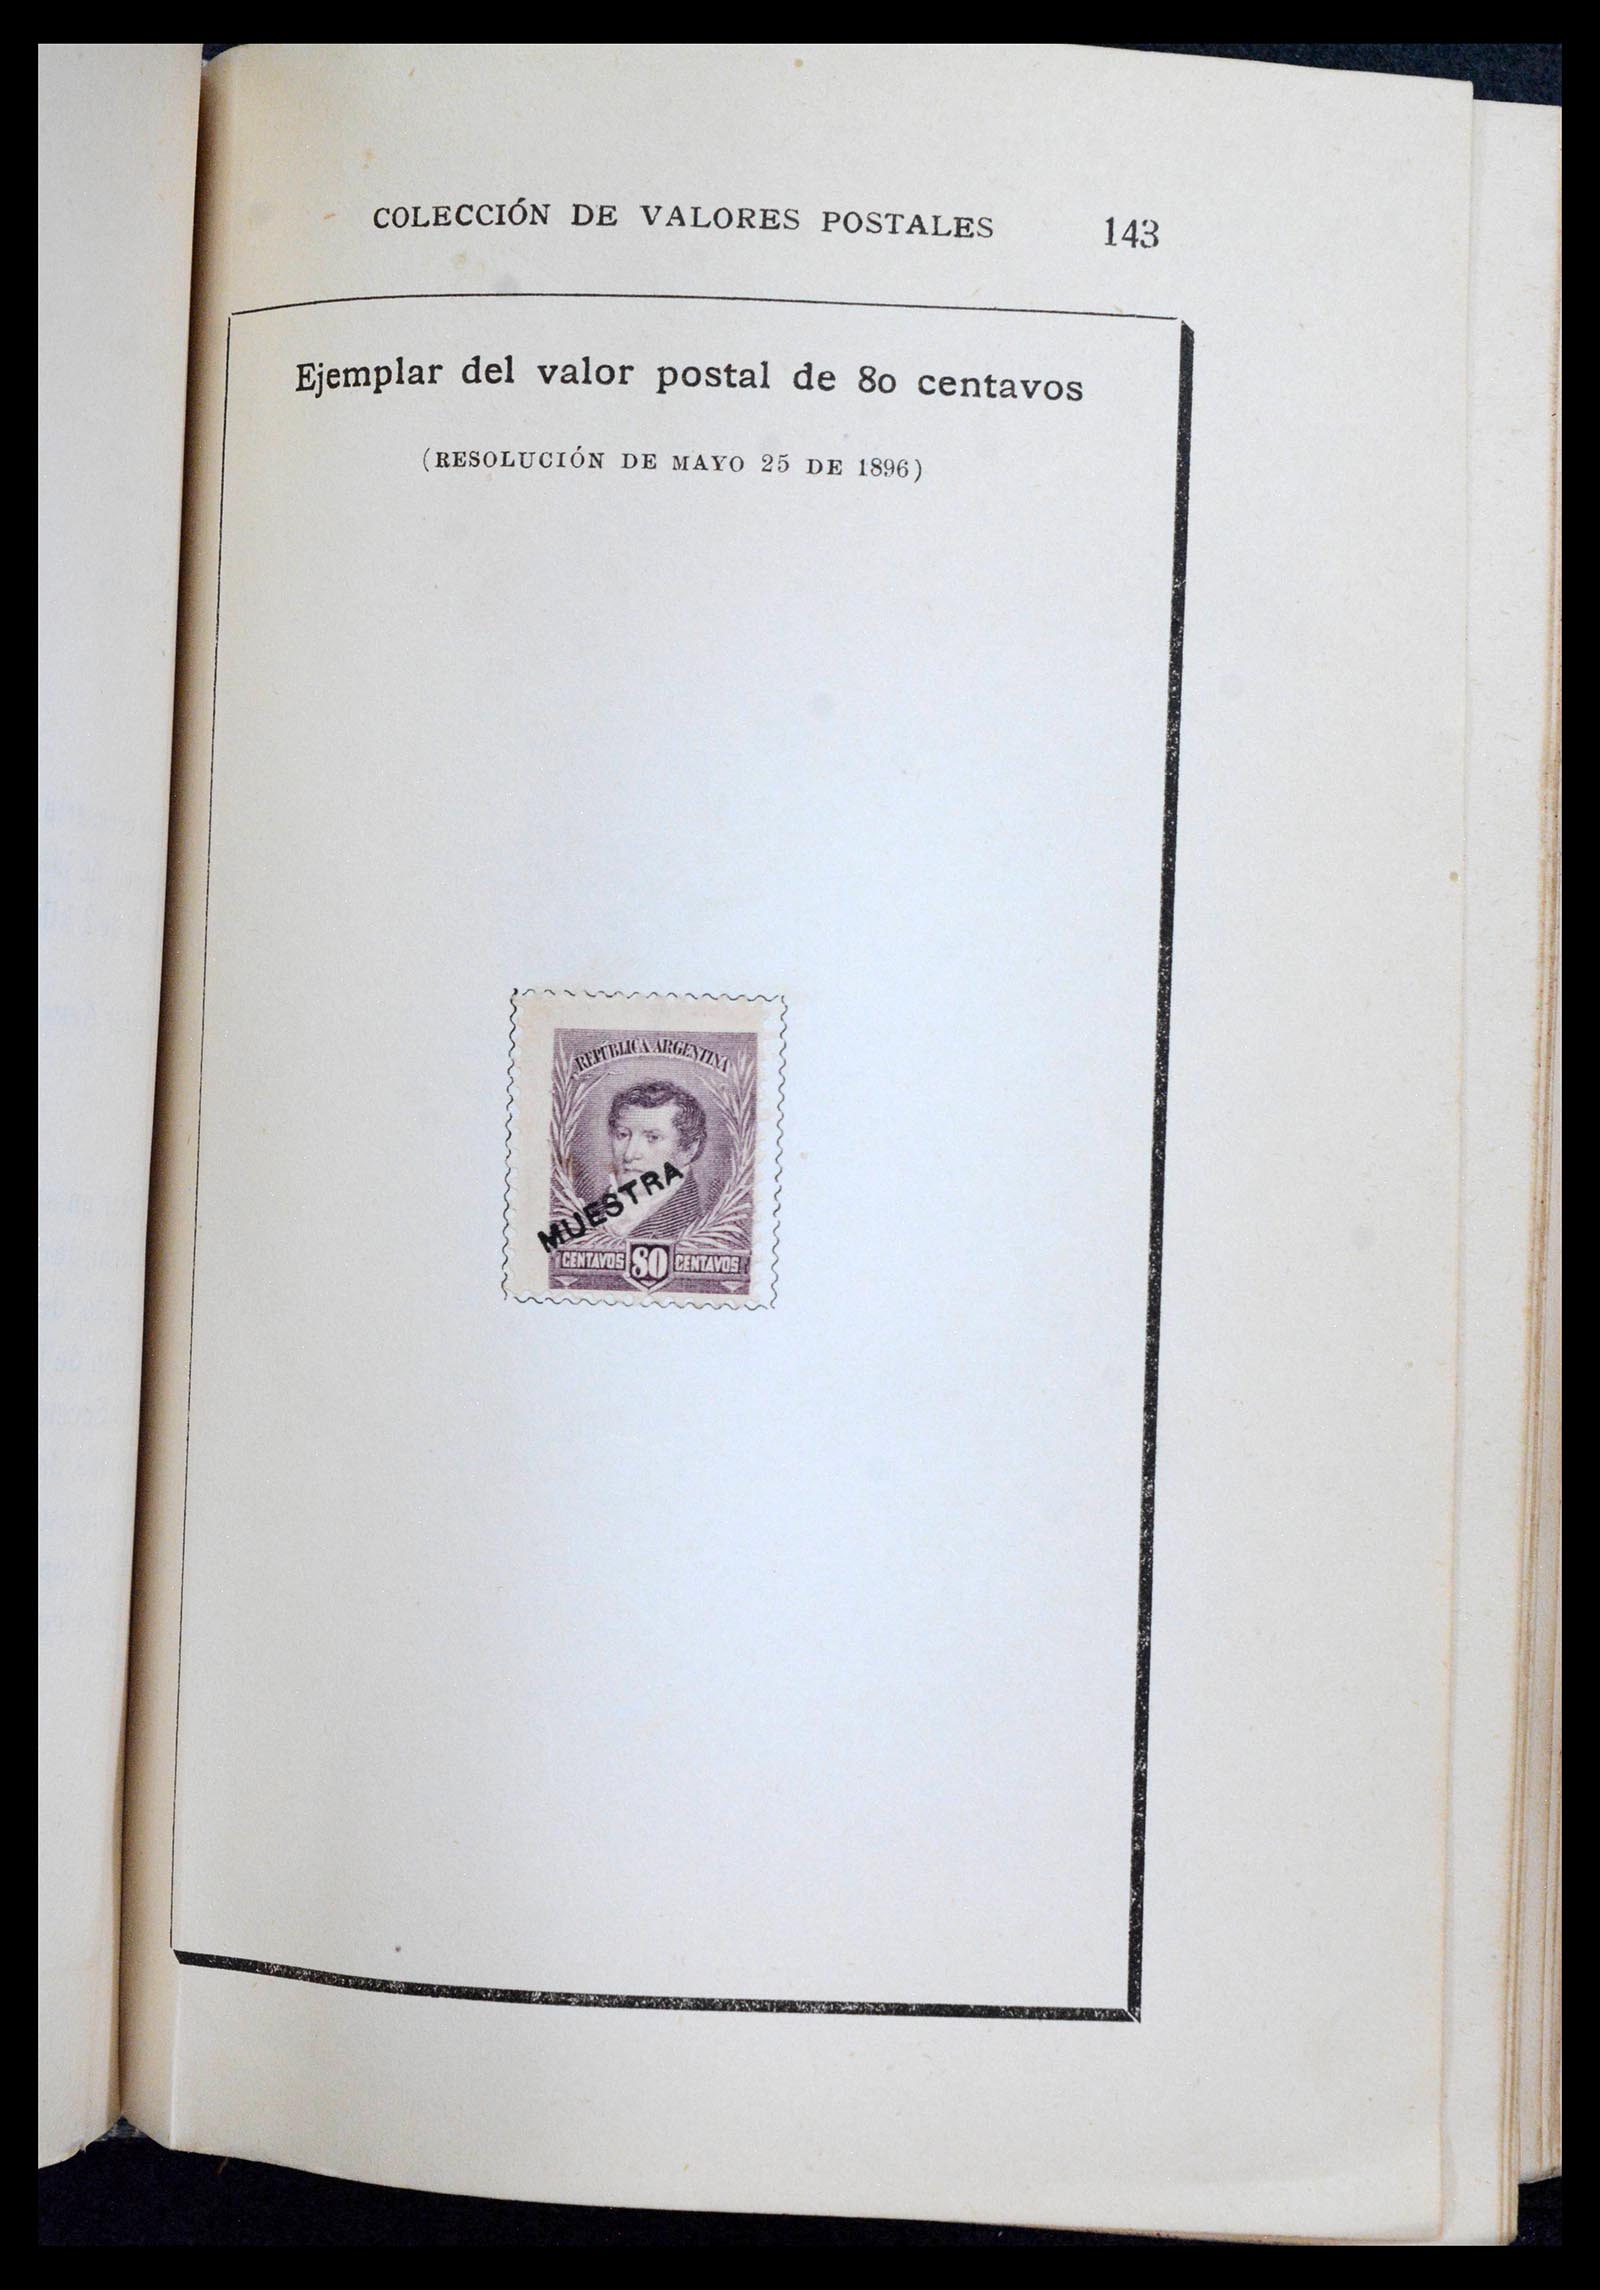 COLECCIÓN DE VALORES POSTALES 143
Ejemplar del valor postal de 80 centavos
(RESOLUCIÓN DE MAYO 25 DE 1896)
REPÚBLICA ARGENTINA
MUESTRA
CENTAVOS 80 CENTAVOS